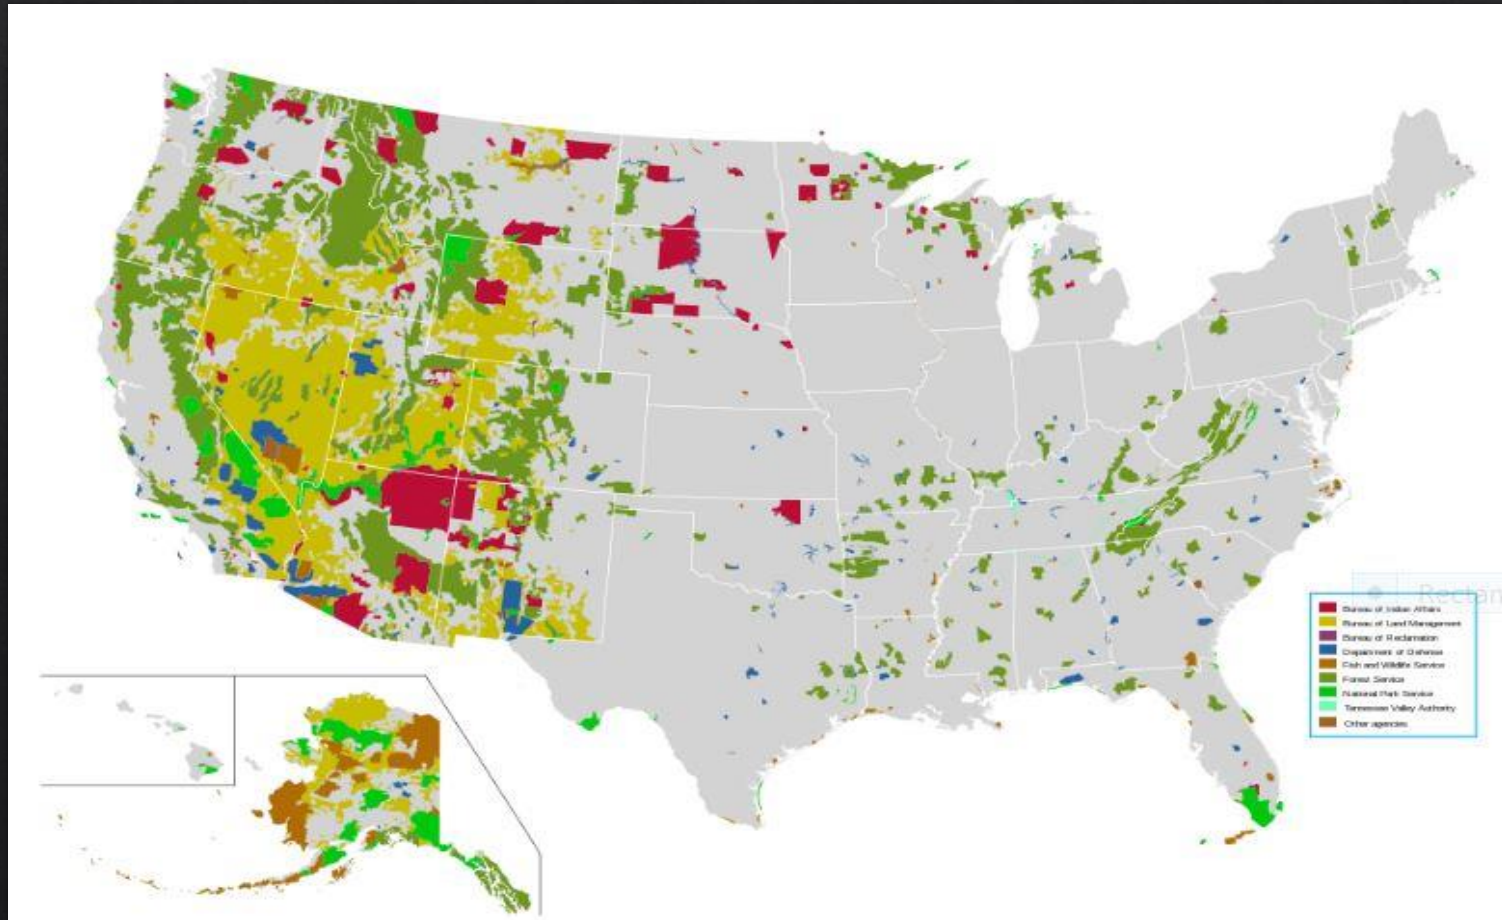 Rectan
Bureau of Indian Affairs
Bureau of Land Management
Bureau of Reclamation
Department of Defense
Fish and Wildlife Service
Forest Service
National Park Service
Tennessee Valley Authority
Other agencies